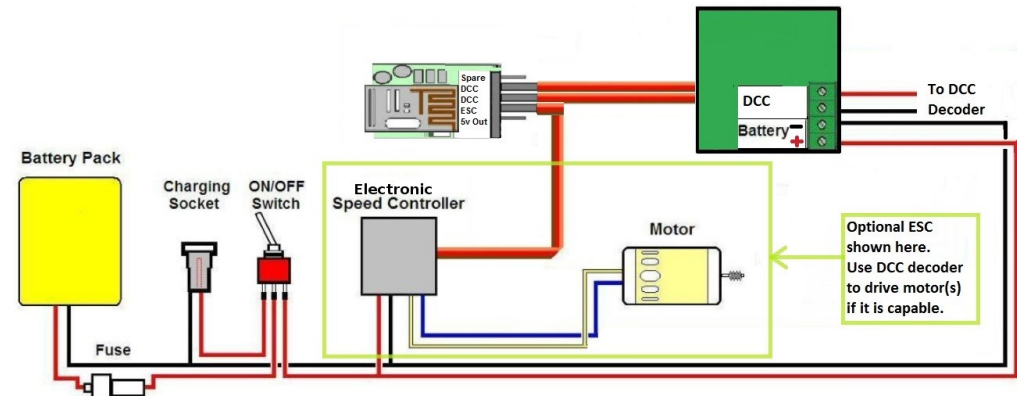 Spare
DCC
DCC
ESC
5v Out
DCC
Battery
To DCC
Decoder
Battery Pack
Charging
Socket
ON/OFF
Switch
Electronic
Speed Controller
Motor
Optional ESC
shown here.
Use DCC decoder
to drive motor(s)
if it is capable.
Fuse